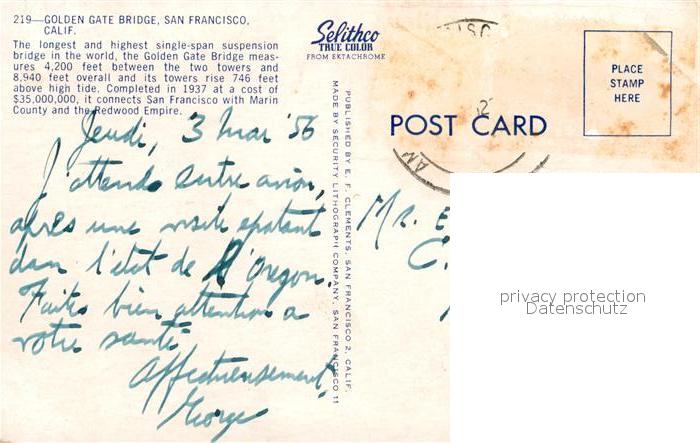 219—GOLDEN GATE BRIDGE, SAN FRANCISCO,
CALIF.
The longest and highest single-span suspension
bridge in the world, the Golden Gate Bridge meas-
ures 4,200 feet between the two towers and
8,940 feet overall and its towers rise 746 feet
above high tide. Completed in 1937 at a cost of
$35,000,000, it connects San Francisco with Marin
County and the Redwood Empire.
Selithco
TRUE COLOR
FROM EKTACHROME
PLACE
STAMP
HERE
POST CARD
Jeudi, 3 mai '56
J'attends entre avion,
après une visite epatant
dans l'état de l'Oregon.
Faites bien attention a
votre santé
Affectueusement,
George
PUBLISHED BY E. F. CLEMENTS, SAN FRANCISCO 2, CALIF.
MADE BY SECURITY LITHOGRAPH COMPANY, SAN FRANCISCO 11
MR. E
C.
privacy protection
Datenschutz